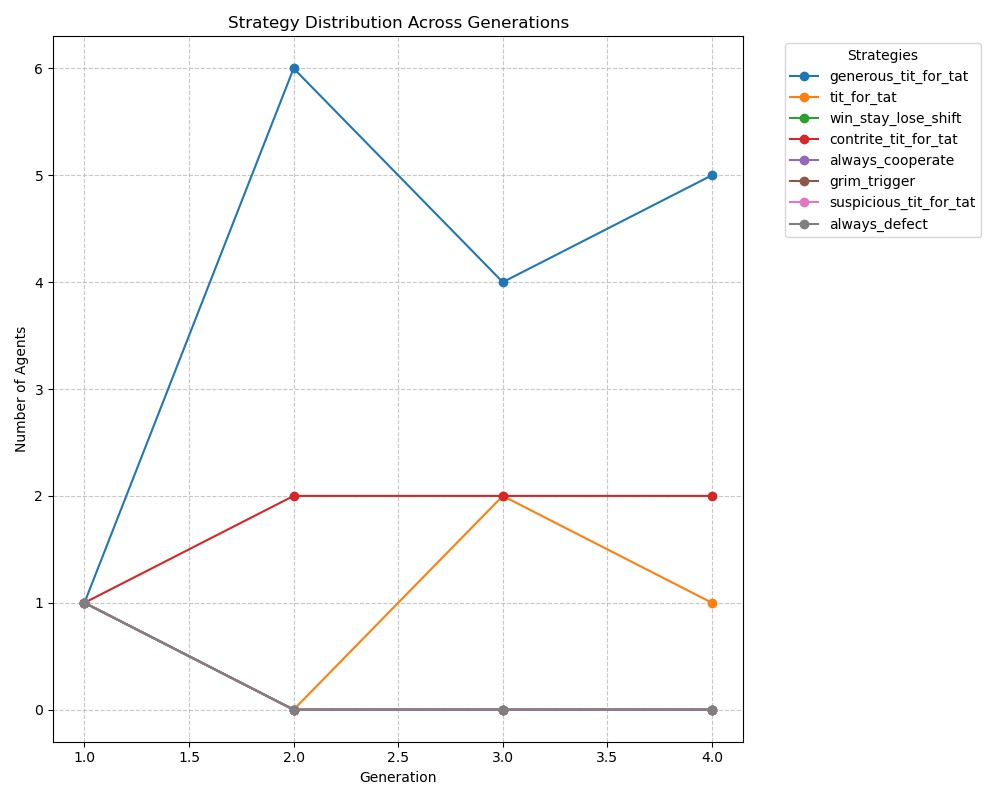 Strategy Distribution Across Generations
Number of Agents
6
5
4
3
2
1
0
1.0 1.5 2.0 2.5 3.0 3.5 4.0
Generation
Strategies
generous_tit_for_tat
tit_for_tat
win_stay_lose_shift
contrite_tit_for_tat
always_cooperate
grim_trigger
suspicious_tit_for_tat
always_defect